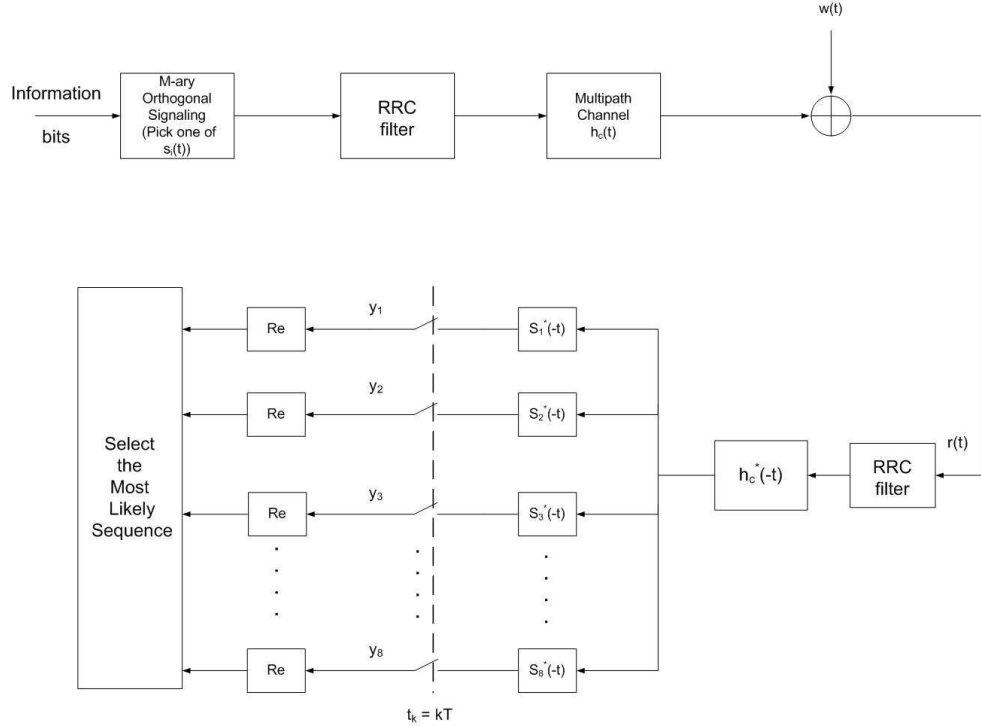 w(t)
Information
bits
M-ary
Orthogonal
Signaling
(Pick one of
sᵢ(t))
RRC
filter
Multipath
Channel
h_c(t)
Select
the
Most
Likely
Sequence
Re
y₁
S₁*(-t)
Re
y₂
S₂*(-t)
Re
y₃
S₃*(-t)
Re
y₈
S₈*(-t)
h_c*(-t)
RRC
filter
r(t)
t_k = kT